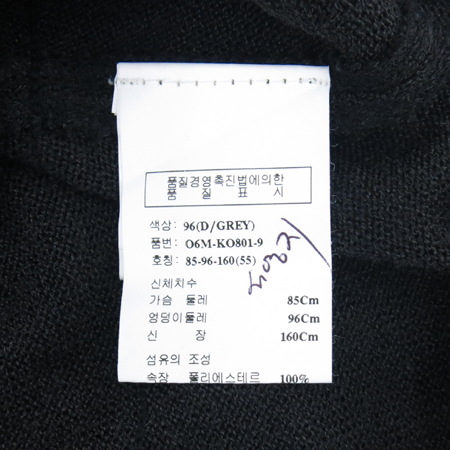 품질경영촉진법에의한
품 질 표 시
색상: 96(D/GREY)
품번: O6M-KO801-9
호칭: 85-96-160(55)
신체치수
가슴 둘레 85Cm
엉덩이둘레 96Cm
신 장 160Cm
섬유의 조성
속장 폴리에스테르 100%